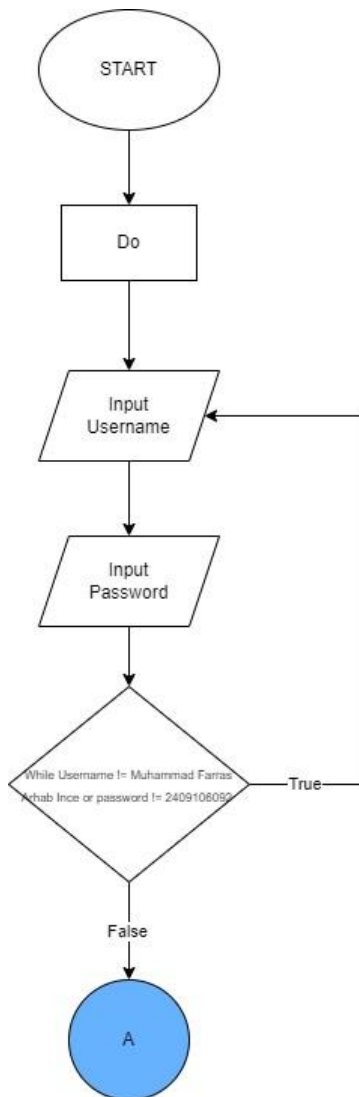 START
Do
Input
Username
Input
Password
While Username != Muhammad Farras
Arhab Ince or password != 2409106092
True
False
A